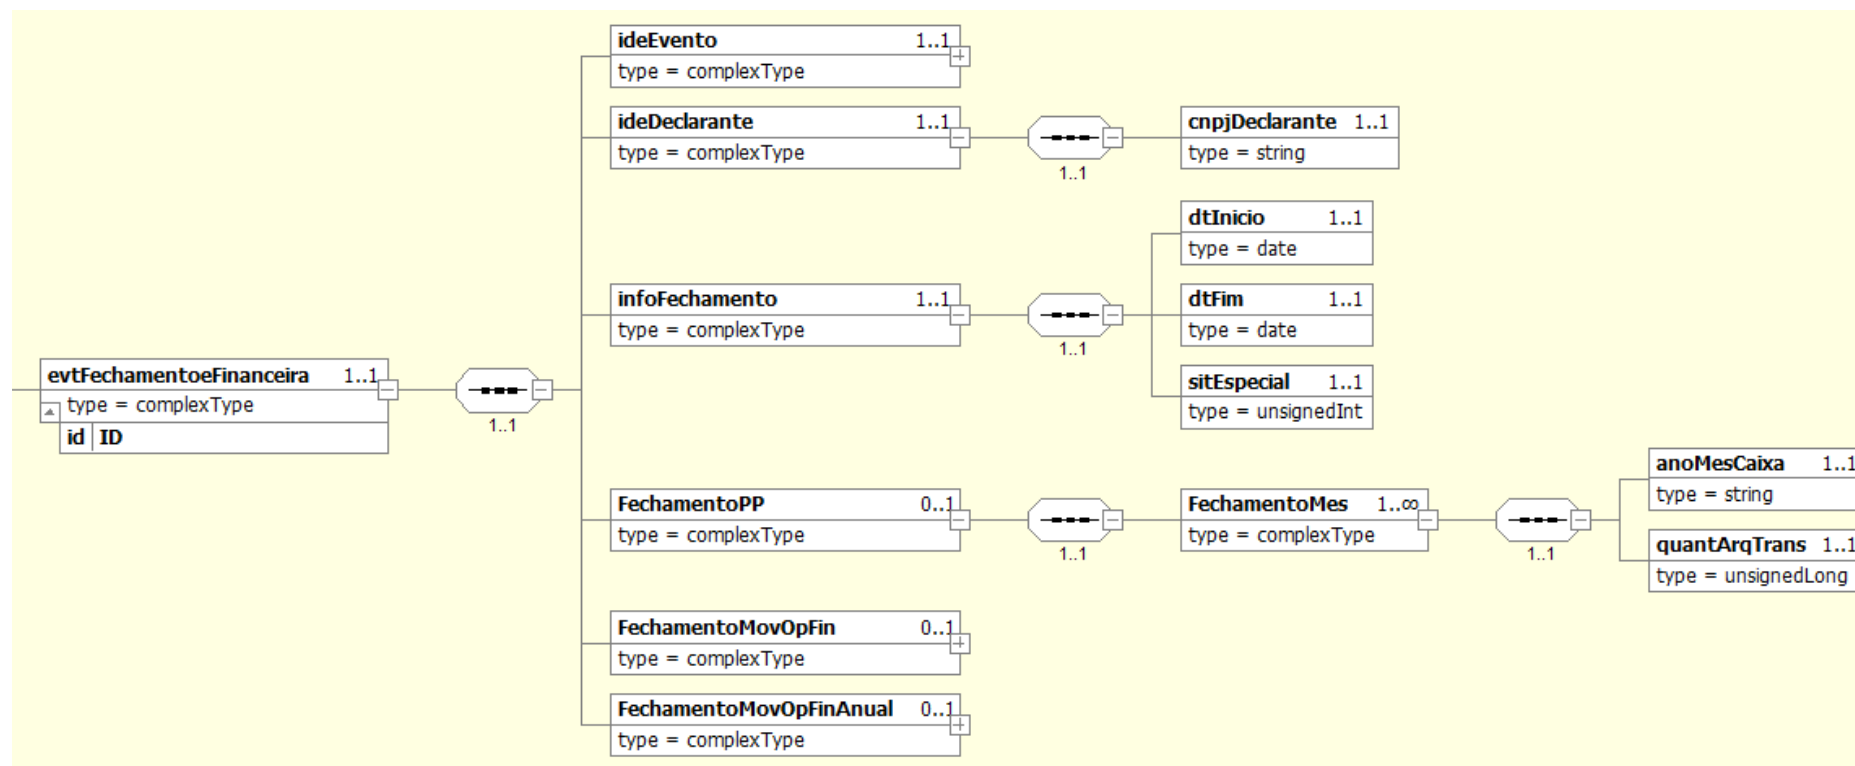 ideEvento 1..1
type = complexType
ideDeclarante 1..1
type = complexType
1..1
cnpjDeclarante 1..1
type = string
dtInicio 1..1
type = date
infoFechamento 1..1
type = complexType
1..1
dtFim 1..1
type = date
sitEspecial 1..1
type = unsignedInt
evtFechamentoeFinanceira 1..1
type = complexType
id ID
1..1
FechamentoPP 0..1
type = complexType
1..1
FechamentoMes 1..∞
type = complexType
1..1
anoMesCaixa 1..1
type = string
quantArqTrans 1..1
type = unsignedLong
FechamentoMovOpFin 0..1
type = complexType
FechamentoMovOpFinAnual 0..1
type = complexType